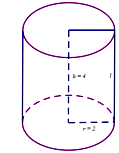 h = 4
l
r = 2